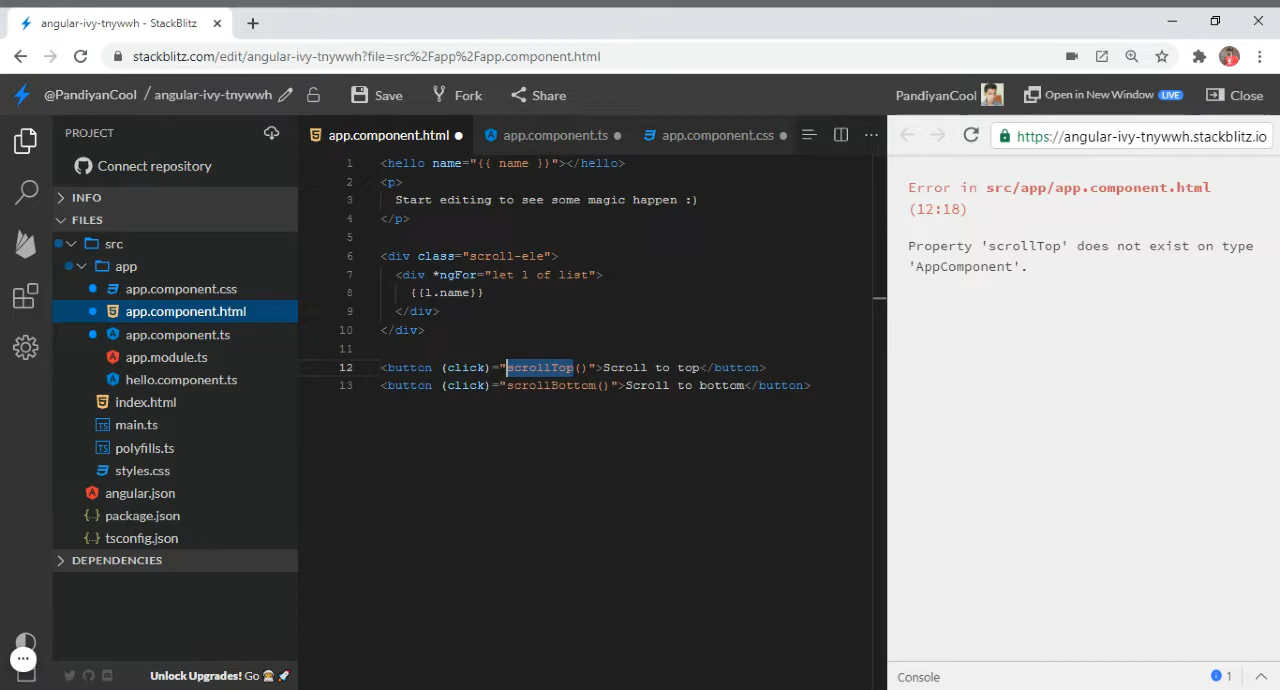 angular-ivy-tnywwh - StackBlitz
stackblitz.com/edit/angular-ivy-tnywwh?file=src%2Fapp%2Fapp.component.html
@PandiyanCool / angular-ivy-tnywwh
Save
Fork
Share
PandiyanCool
Open in New Window LIVE
Close
PROJECT
Connect repository
INFO
FILES
src
app
app.component.css
app.component.html
app.component.ts
app.module.ts
hello.component.ts
index.html
main.ts
polyfills.ts
styles.css
angular.json
package.json
tsconfig.json
DEPENDENCIES
Unlock Upgrades! Go
app.component.html
app.component.ts
app.component.css
1 <hello name="{{ name }}"></hello>
2 <p>
3 Start editing to see some magic happen :)
4 </p>
5
6 <div class="scroll-ele">
7 <div *ngFor="let l of list">
8 {{l.name}}
9 </div>
10 </div>
11
12 <button (click)="scrollTop()">Scroll to top</button>
13 <button (click)="scrollBottom()">Scroll to bottom</button>
https://angular-ivy-tnywwh.stackblitz.io
Error in src/app/app.component.html
(12:18)
Property 'scrollTop' does not exist on type
'AppComponent'.
Console
1